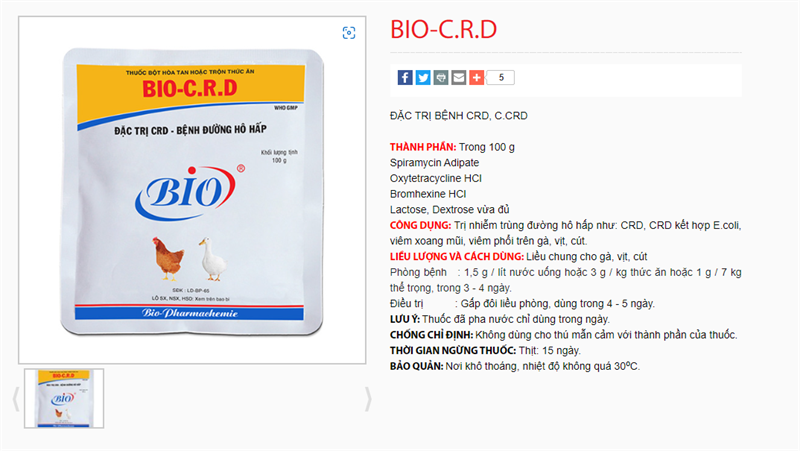 BIO-C.R.D
5
THUỐC BỘT HÒA TAN HOẶC TRỘN THỨC ĂN
BIO-C.R.D
WHO GMP
ĐẶC TRỊ CRD - BỆNH ĐƯỜNG HÔ HẤP
Khối lượng tịnh
100 g
BIO®
SĐK : LD-BP-65
LÔ SX, NSX, HSD: Xem trên bao bì
Bio-Pharmachemie
ĐẶC TRỊ BỆNH CRD, C.CRD
THÀNH PHẦN: Trong 100 g
Spiramycin Adipate
Oxytetracycline HCl
Bromhexine HCl
Lactose, Dextrose vừa đủ
CÔNG DỤNG: Trị nhiễm trùng đường hô hấp như: CRD, CRD kết hợp E.coli,
viêm xoang mũi, viêm phổi trên gà, vịt, cút.
LIỀU LƯỢNG VÀ CÁCH DÙNG: Liều chung cho gà, vịt, cút
Phòng bệnh : 1,5 g / lít nước uống hoặc 3 g / kg thức ăn hoặc 1 g / 7 kg
thể trọng, trong 3 - 4 ngày.
Điều trị : Gấp đôi liều phòng, dùng trong 4 - 5 ngày.
LƯU Ý: Thuốc đã pha nước chỉ dùng trong ngày.
CHỐNG CHỈ ĐỊNH: Không dùng cho thú mẫn cảm với thành phần của thuốc.
THỜI GIAN NGỪNG THUỐC: Thịt: 15 ngày.
BẢO QUẢN: Nơi khô thoáng, nhiệt độ không quá 30ºC.
BIO-C.R.D
BIO